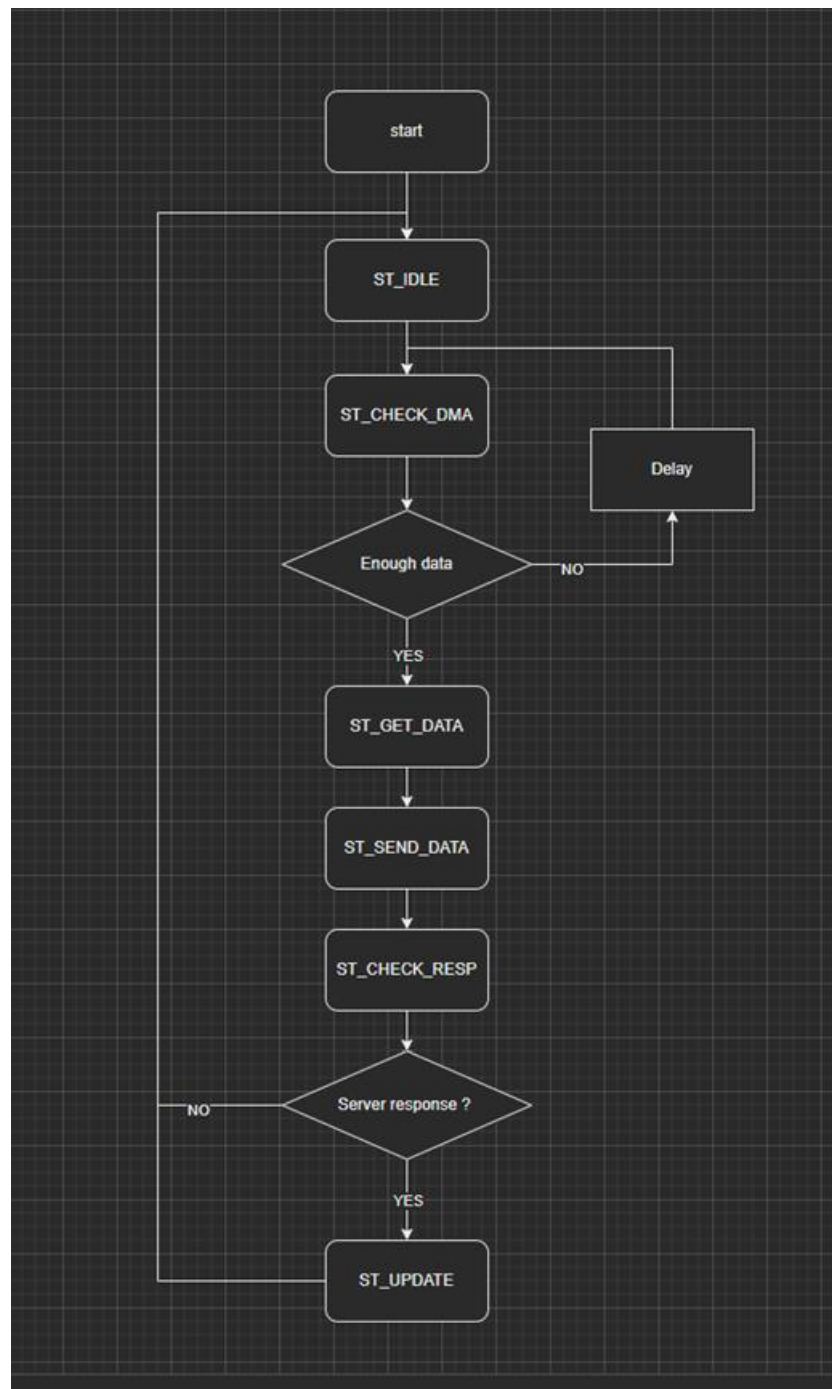 start
ST_IDLE
ST_CHECK_DMA
Delay
Enough data
NO
YES
ST_GET_DATA
ST_SEND_DATA
ST_CHECK_RESP
Server response ?
NO
YES
ST_UPDATE